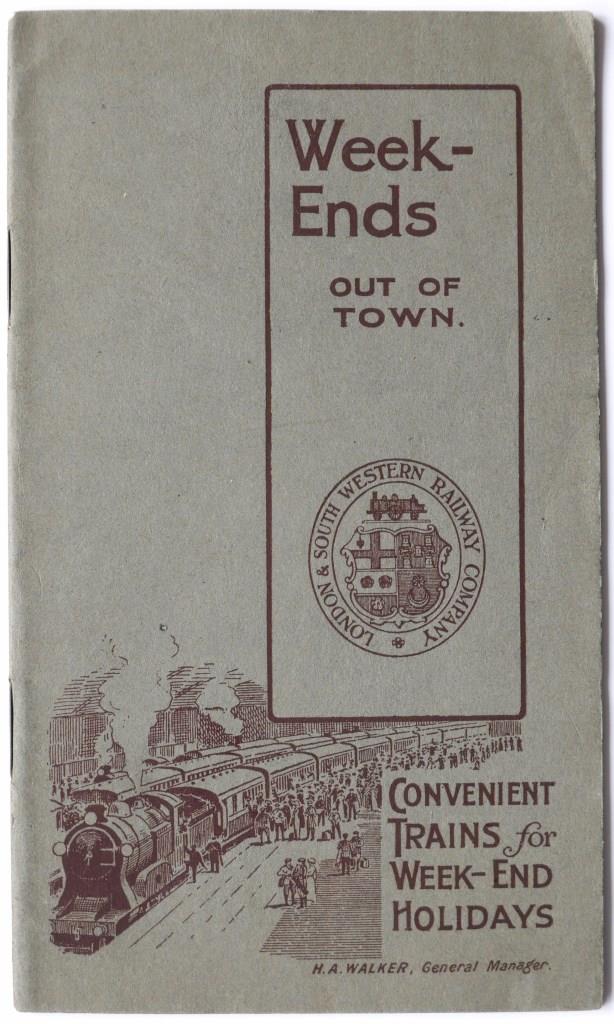 Week-
Ends
OUT OF
TOWN.
LONDON & SOUTH WESTERN RAILWAY COMPANY
CONVENIENT
TRAINS for
WEEK-END
HOLIDAYS
H.A. WALKER, General Manager.